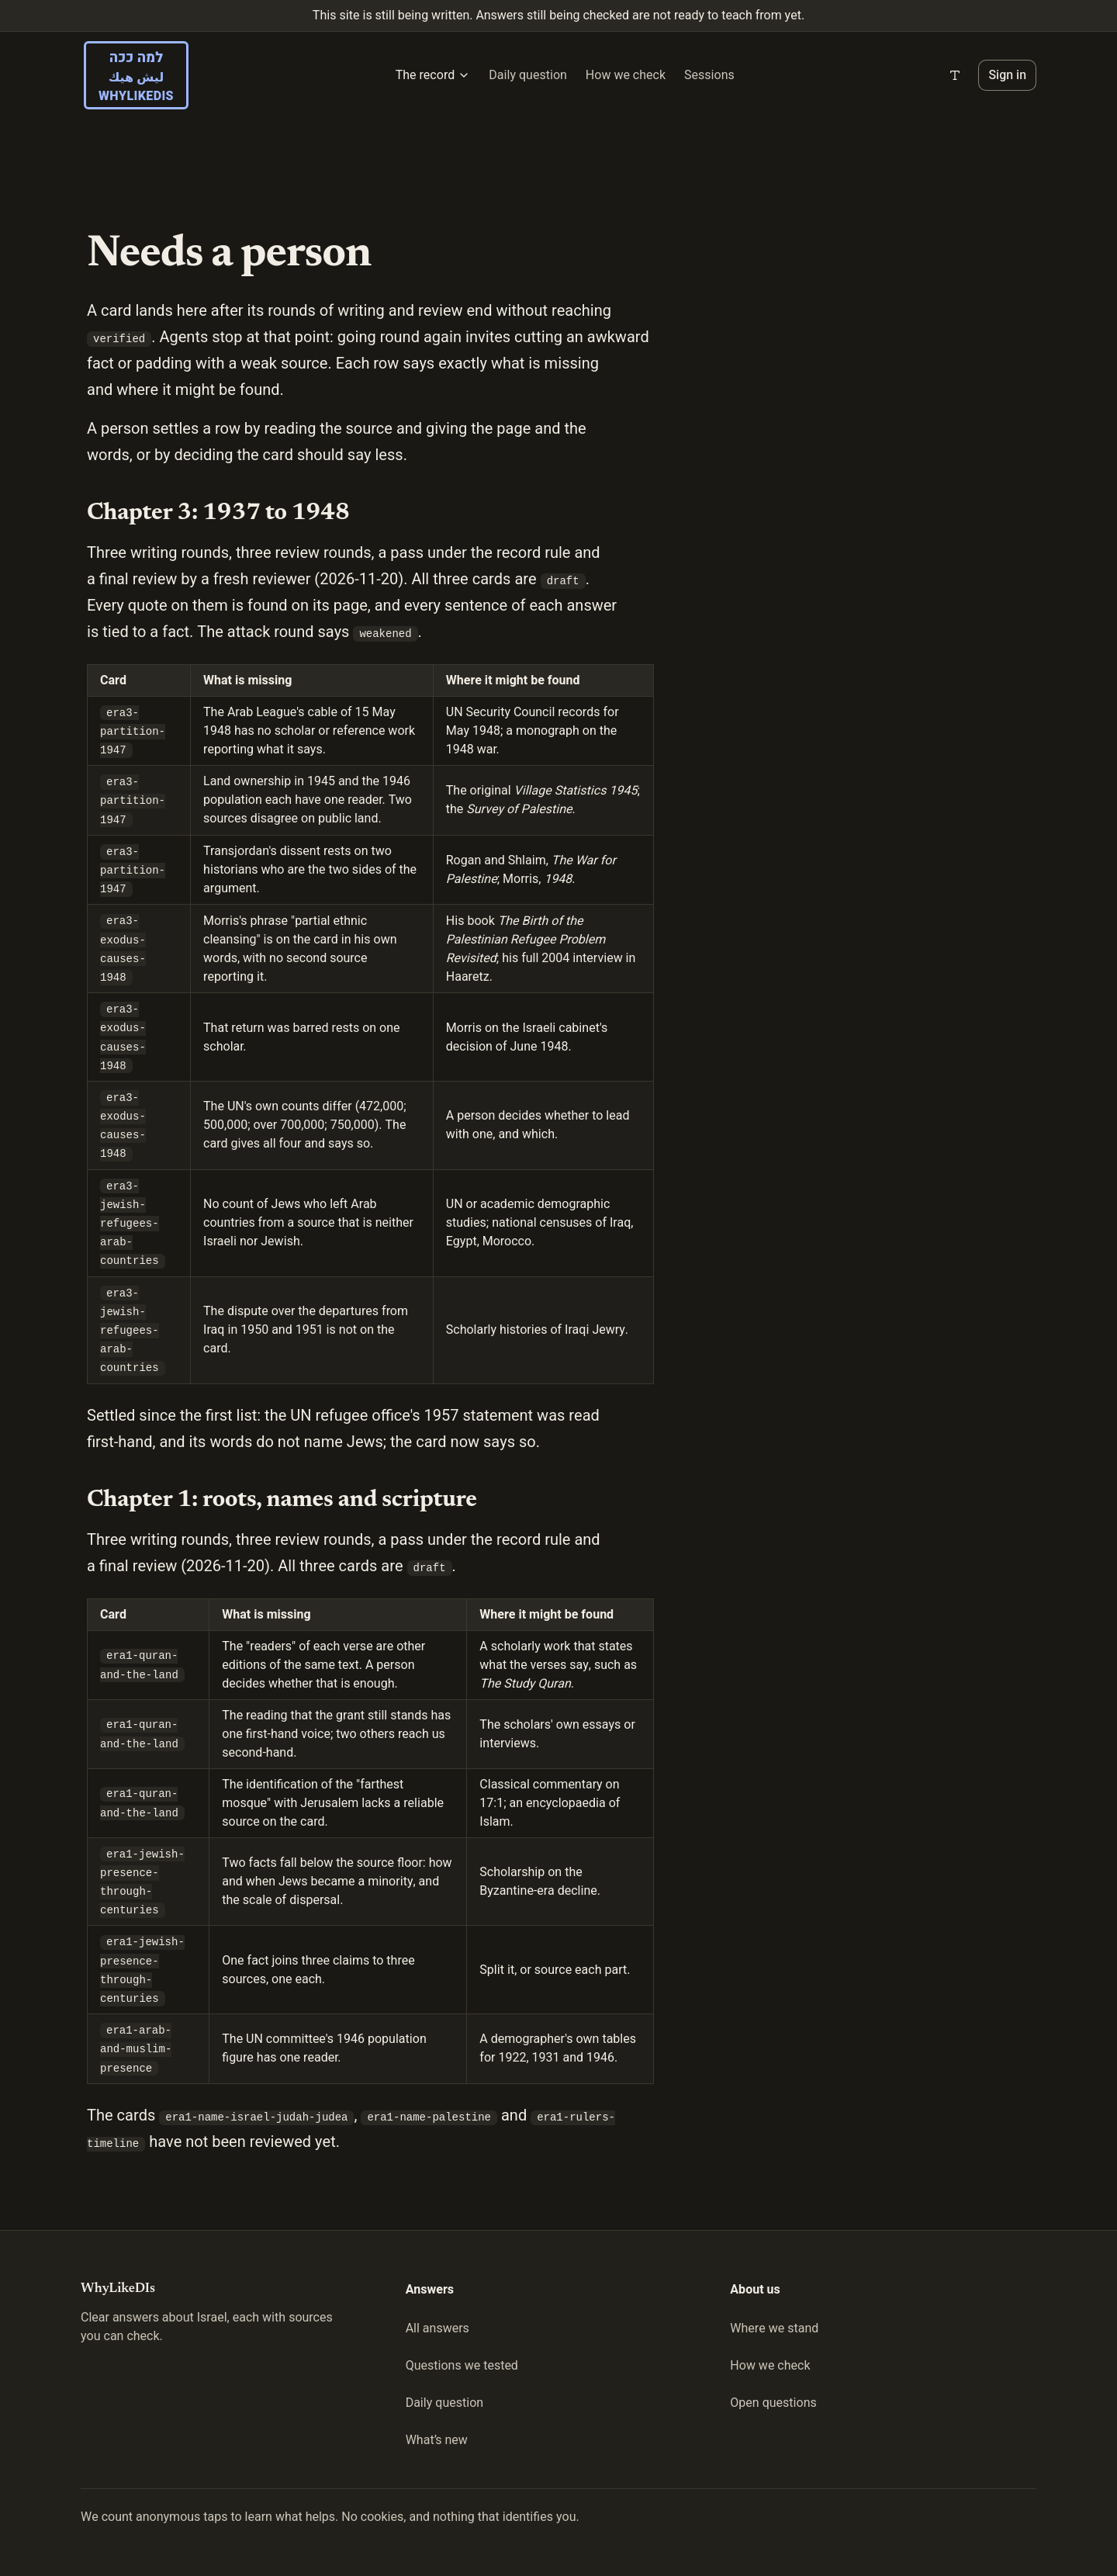 This site is still being written. Answers still being checked are not ready to teach from yet.
למה ככה
ليش هيك
WHYLIKEDIS
The record
Daily question
How we check
Sessions
T
Sign in
Needs a person
A card lands here after its rounds of writing and review end without reaching
verified. Agents stop at that point: going round again invites cutting an awkward
fact or padding with a weak source. Each row says exactly what is missing
and where it might be found.
A person settles a row by reading the source and giving the page and the
words, or by deciding the card should say less.
Chapter 3: 1937 to 1948
Three writing rounds, three review rounds, a pass under the record rule and
a final review by a fresh reviewer (2026-11-20). All three cards are draft.
Every quote on them is found on its page, and every sentence of each answer
is tied to a fact. The attack round says weakened.
Card
What is missing
Where it might be found
era3-
partition-
1947
The Arab League's cable of 15 May
1948 has no scholar or reference work
reporting what it says.
UN Security Council records for
May 1948; a monograph on the
1948 war.
era3-
partition-
1947
Land ownership in 1945 and the 1946
population each have one reader. Two
sources disagree on public land.
The original Village Statistics 1945;
the Survey of Palestine.
era3-
partition-
1947
Transjordan's dissent rests on two
historians who are the two sides of the
argument.
Rogan and Shlaim, The War for
Palestine; Morris, 1948.
era3-
exodus-
causes-
1948
Morris's phrase "partial ethnic
cleansing" is on the card in his own
words, with no second source
reporting it.
His book The Birth of the
Palestinian Refugee Problem
Revisited; his full 2004 interview in
Haaretz.
era3-
exodus-
causes-
1948
That return was barred rests on one
scholar.
Morris on the Israeli cabinet's
decision of June 1948.
era3-
exodus-
causes-
1948
The UN's own counts differ (472,000;
500,000; over 700,000; 750,000). The
card gives all four and says so.
A person decides whether to lead
with one, and which.
era3-
jewish-
refugees-
arab-
countries
No count of Jews who left Arab
countries from a source that is neither
Israeli nor Jewish.
UN or academic demographic
studies; national censuses of Iraq,
Egypt, Morocco.
era3-
jewish-
refugees-
arab-
countries
The dispute over the departures from
Iraq in 1950 and 1951 is not on the
card.
Scholarly histories of Iraqi Jewry.
Settled since the first list: the UN refugee office's 1957 statement was read
first-hand, and its words do not name Jews; the card now says so.
Chapter 1: roots, names and scripture
Three writing rounds, three review rounds, a pass under the record rule and
a final review (2026-11-20). All three cards are draft.
Card
What is missing
Where it might be found
era1-quran-
and-the-land
The "readers" of each verse are other
editions of the same text. A person
decides whether that is enough.
A scholarly work that states
what the verses say, such as
The Study Quran.
era1-quran-
and-the-land
The reading that the grant still stands has
one first-hand voice; two others reach us
second-hand.
The scholars' own essays or
interviews.
era1-quran-
and-the-land
The identification of the "farthest
mosque" with Jerusalem lacks a reliable
source on the card.
Classical commentary on
17:1; an encyclopaedia of
Islam.
era1-jewish-
presence-
through-
centuries
Two facts fall below the source floor: how
and when Jews became a minority, and
the scale of dispersal.
Scholarship on the
Byzantine-era decline.
era1-jewish-
presence-
through-
centuries
One fact joins three claims to three
sources, one each.
Split it, or source each part.
era1-arab-
and-muslim-
presence
The UN committee's 1946 population
figure has one reader.
A demographer's own tables
for 1922, 1931 and 1946.
The cards era1-name-israel-judah-judea, era1-name-palestine and era1-rulers-
timeline have not been reviewed yet.
WhyLikeDIs
Clear answers about Israel, each with sources
you can check.
Answers
All answers
Questions we tested
Daily question
What's new
About us
Where we stand
How we check
Open questions
We count anonymous taps to learn what helps. No cookies, and nothing that identifies you.